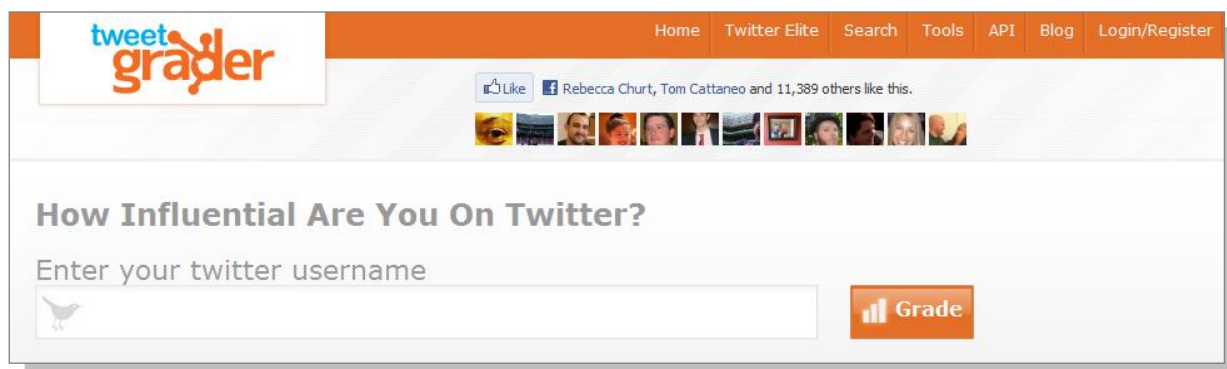 tweet
grader
Home Twitter Elite Search Tools API Blog Login/Register
Like Rebecca Churt, Tom Cattaneo and 11,389 others like this.
How Influential Are You On Twitter?
Enter your twitter username
Grade